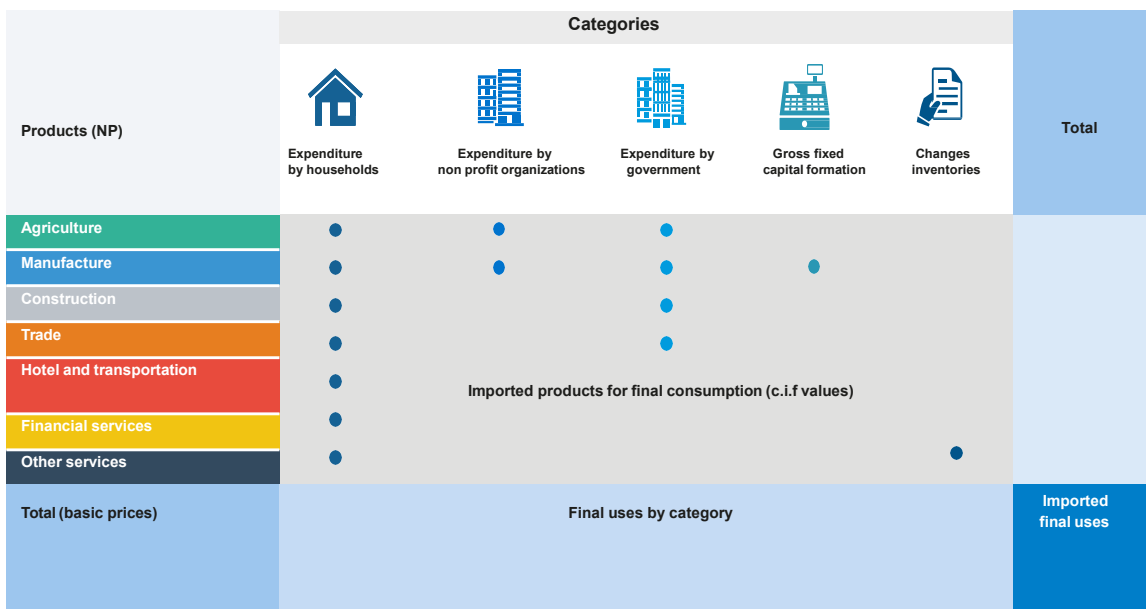 Categories
Products (NP)
Total
Expenditure
by households
Expenditure by
non profit organizations
Expenditure by
government
Gross fixed
capital formation
Changes
inventories
Agriculture
Manufacture
Construction
Trade
Hotel and transportation
Imported products for final consumption (c.i.f values)
Financial services
Other services
Total (basic prices)
Final uses by category
Imported
final uses